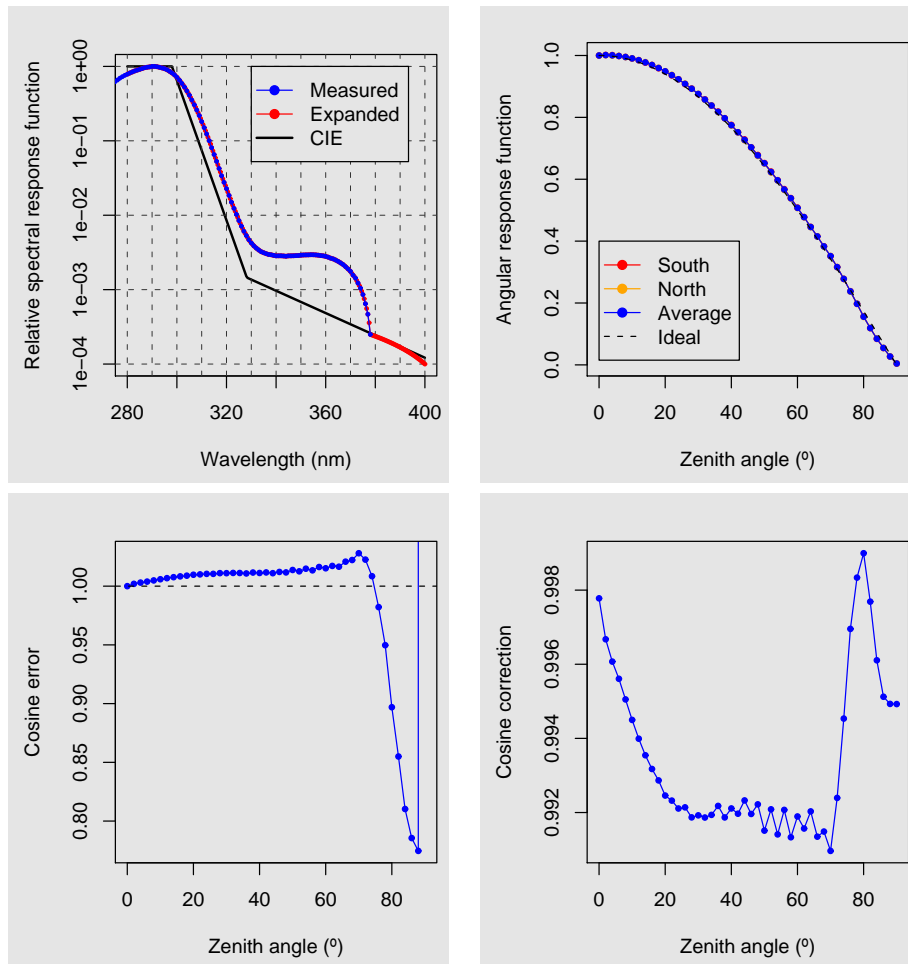 Relative spectral response function
1e+00
1e-01
1e-02
1e-03
1e-04
Measured
Expanded
CIE
280
320
360
400
Wavelength (nm)
Angular response function
1.0
0.8
0.6
0.4
0.2
0.0
South
North
Average
Ideal
0
20
40
60
80
Zenith angle (º)
Cosine error
1.00
0.95
0.90
0.85
0.80
0
20
40
60
80
Zenith angle (º)
Cosine correction
0.998
0.996
0.994
0.992
0
20
40
60
80
Zenith angle (º)